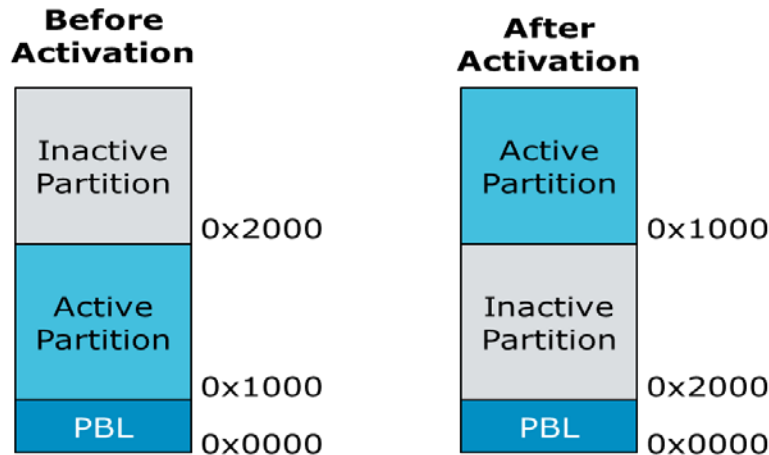 Before
Activation
Inactive
Partition
0x2000
Active
Partition
0x1000
PBL
0x0000
After
Activation
Active
Partition
0x1000
Inactive
Partition
0x2000
PBL
0x0000